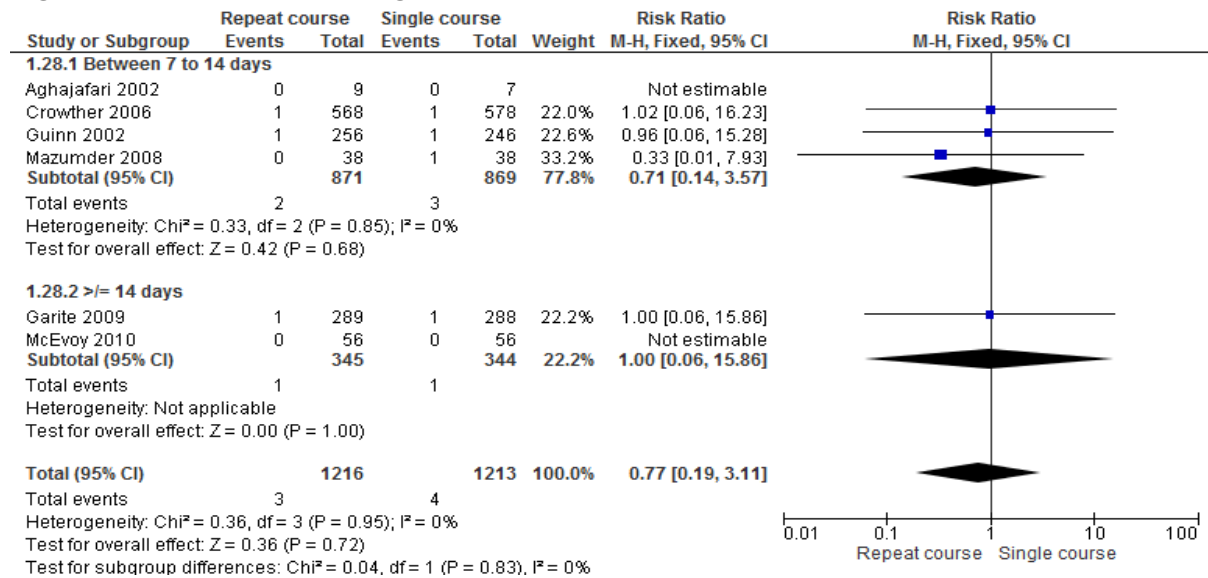 Repeat course Single course Risk Ratio Risk Ratio
Study or Subgroup Events Total Events Total Weight M-H, Fixed, 95% CI M-H, Fixed, 95% CI
1.28.1 Between 7 to 14 days
Aghajafari 2002 0 9 0 7 Not estimable
Crowther 2006 1 568 1 578 22.0% 1.02 [0.06, 16.23]
Guinn 2002 1 256 1 246 22.6% 0.96 [0.06, 15.28]
Mazumder 2008 0 38 1 38 33.2% 0.33 [0.01, 7.93]
Subtotal (95% CI) 871 869 77.8% 0.71 [0.14, 3.57]
Total events 2 3
Heterogeneity: Chi² = 0.33, df = 2 (P = 0.85); I² = 0%
Test for overall effect: Z = 0.42 (P = 0.68)
1.28.2 >/= 14 days
Garite 2009 1 289 1 288 22.2% 1.00 [0.06, 15.86]
McEvoy 2010 0 56 0 56 Not estimable
Subtotal (95% CI) 345 344 22.2% 1.00 [0.06, 15.86]
Total events 1 1
Heterogeneity: Not applicable
Test for overall effect: Z = 0.00 (P = 1.00)
Total (95% CI) 1216 1213 100.0% 0.77 [0.19, 3.11]
Total events 3 4
Heterogeneity: Chi² = 0.36, df = 3 (P = 0.95); I² = 0%
Test for overall effect: Z = 0.36 (P = 0.72)
Test for subgroup differences: Chi² = 0.04, df = 1 (P = 0.83), I² = 0%
0.01 0.1 1 10 100
Repeat course Single course